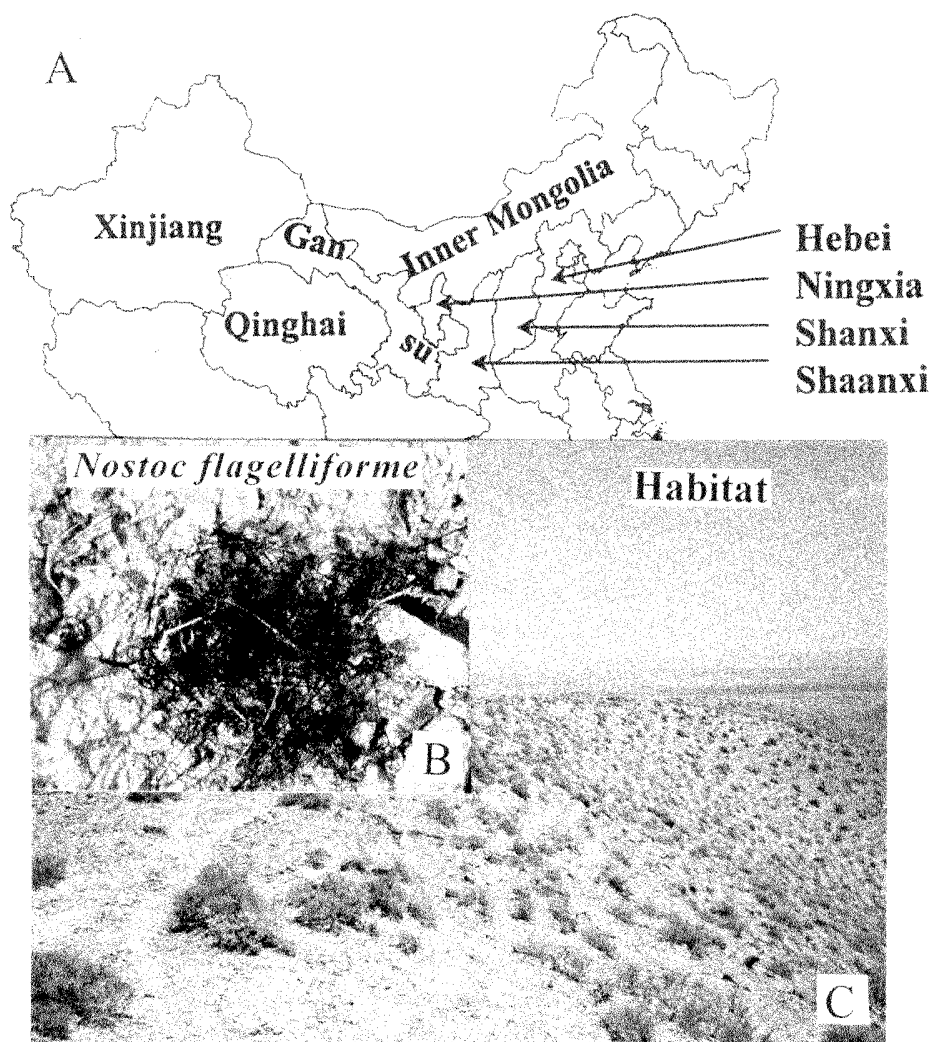 A
Xinjiang
Gan
su
Qinghai
Inner Mongolia
Hebei
Ningxia
Shanxi
Shaanxi
Nostoc flagelliforme
B
Habitat
C